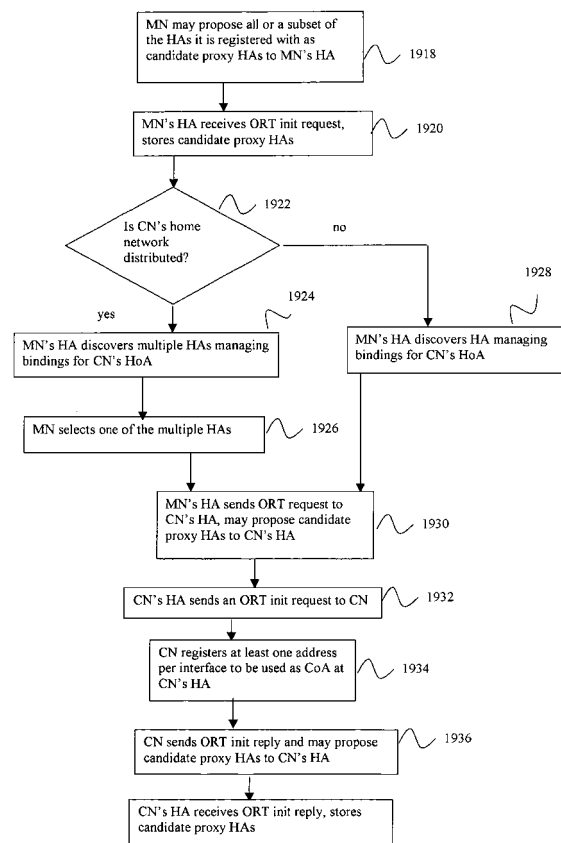 MN may propose all or a subset
of the HAs it is registered with as
candidate proxy HAs to MN's HA
1918
MN's HA receives ORT init request,
stores candidate proxy HAs
1920
1922
Is CN's home
network
distributed?
no
yes
1924
1928
MN's HA discovers multiple HAs managing
bindings for CN's HoA
MN's HA discovers HA managing
bindings for CN's HoA
MN selects one of the multiple HAs
1926
MN's HA sends ORT request to
CN's HA, may propose candidate
proxy HAs to CN's HA
1930
CN's HA sends an ORT init request to CN
1932
CN registers at least one address
per interface to be used as CoA at
CN's HA
1934
CN sends ORT init reply and may propose
candidate proxy HAs to CN's HA
1936
CN's HA receives ORT init reply, stores
candidate proxy HAs